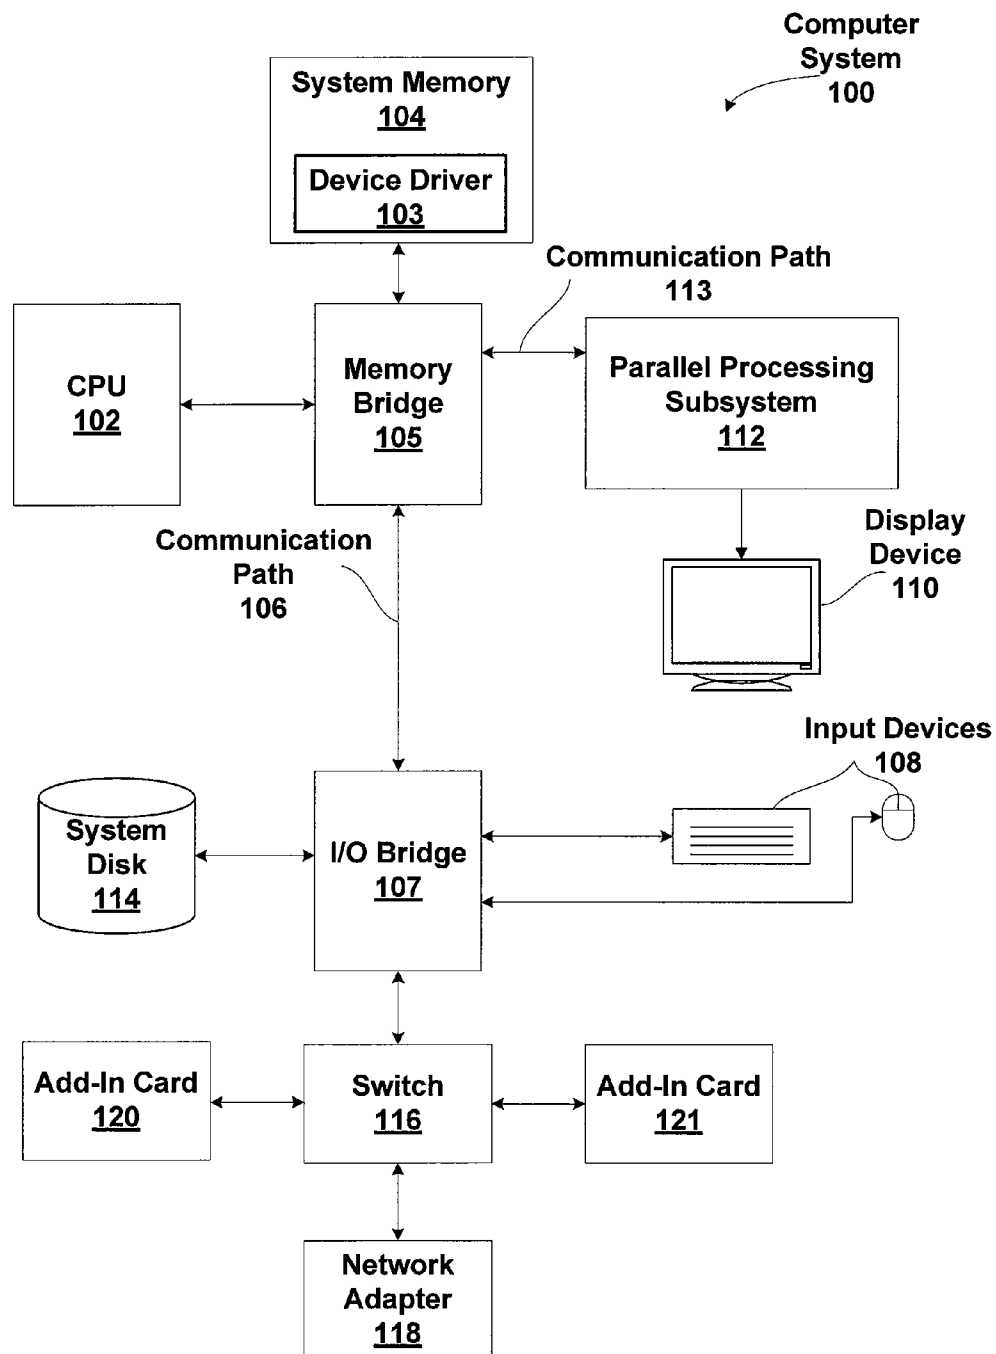 Computer
System
100
System Memory
104
Device Driver
103
Communication Path
113
CPU
102
Memory
Bridge
105
Parallel Processing
Subsystem
112
Communication
Path
106
Display
Device
110
Input Devices
108
System
Disk
114
I/O Bridge
107
Add-In Card
120
Switch
116
Add-In Card
121
Network
Adapter
118